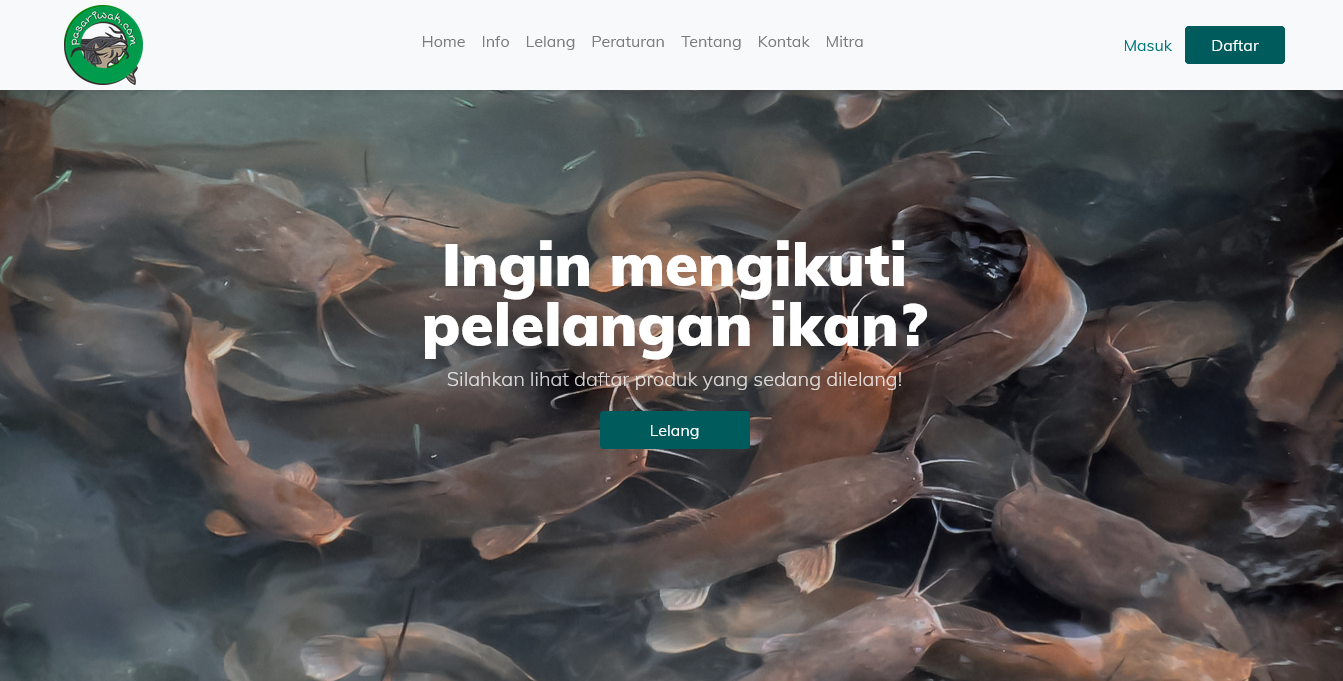 pasariwak.com
Home Info Lelang Peraturan Tentang Kontak Mitra
Masuk Daftar
Ingin mengikuti
pelelangan ikan?
Silahkan lihat daftar produk yang sedang dilelang!
Lelang